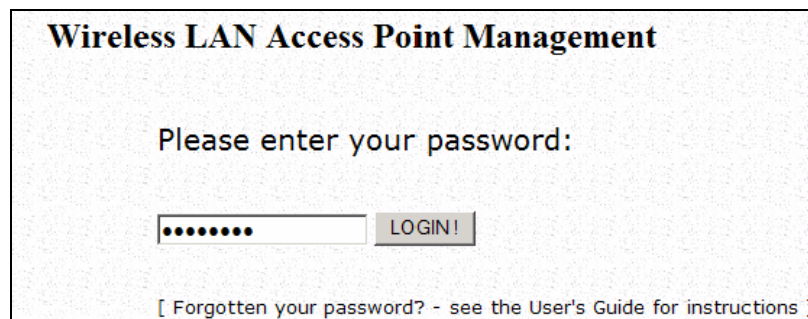 Wireless LAN Access Point Management
Please enter your password:
•••••••• LOGIN!
[ Forgotten your password? - see the User's Guide for instructions ]